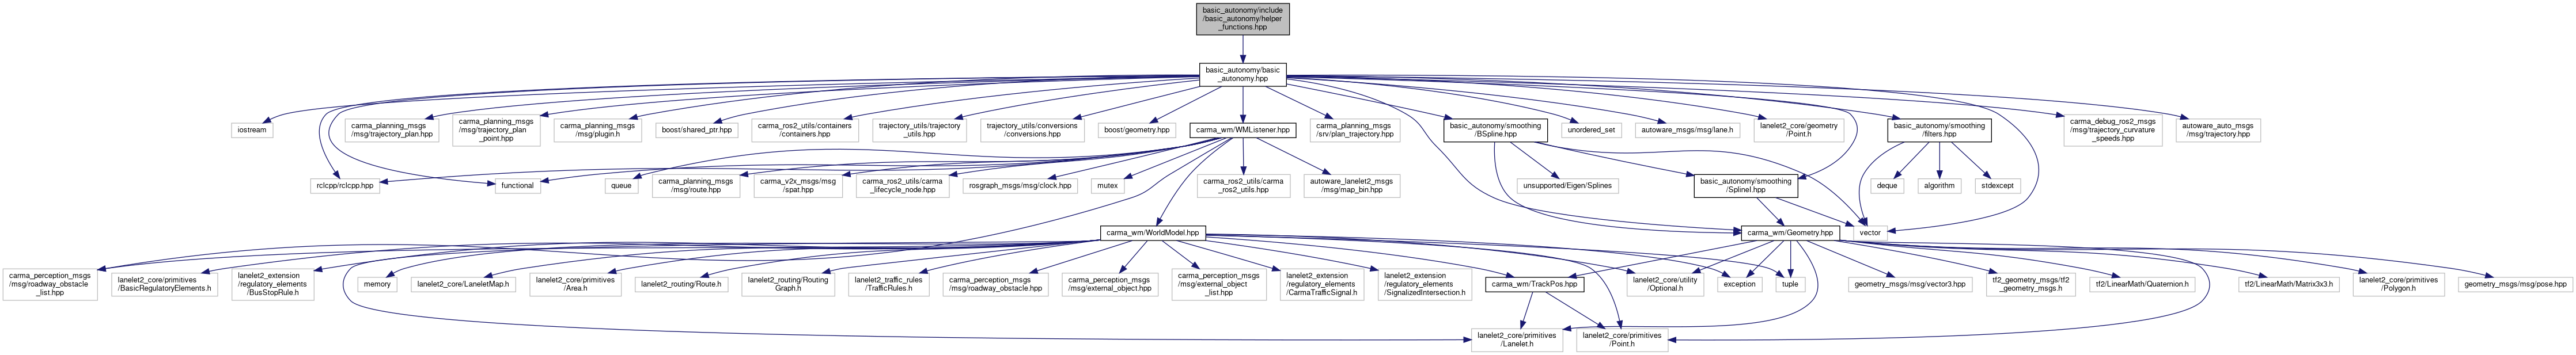 basic_autonomy/include
/basic_autonomy/helper
_functions.hpp
basic_autonomy/basic
_autonomy.hpp
iostream
carma_planning_msgs
/msg/trajectory_plan.hpp
carma_planning_msgs
/msg/trajectory_plan
_point.hpp
carma_planning_msgs
/msg/plugin.h
boost/shared_ptr.hpp
carma_ros2_utils/containers
/containers.hpp
trajectory_utils/trajectory
_utils.hpp
trajectory_utils/conversions
/conversions.hpp
boost/geometry.hpp
carma_wm/WMListener.hpp
carma_planning_msgs
/srv/plan_trajectory.hpp
basic_autonomy/smoothing
/BSpline.hpp
unordered_set
autoware_msgs/msg/lane.h
lanelet2_core/geometry
/Point.h
basic_autonomy/smoothing
/filters.hpp
carma_debug_ros2_msgs
/msg/trajectory_curvature
_speeds.hpp
autoware_auto_msgs
/msg/trajectory.hpp
rclcpp/rclcpp.hpp
functional
queue
carma_planning_msgs
/msg/route.hpp
carma_v2x_msgs/msg
/spat.hpp
carma_ros2_utils/carma
_lifecycle_node.hpp
rosgraph_msgs/msg/clock.hpp
mutex
carma_ros2_utils/carma
_ros2_utils.hpp
autoware_lanelet2_msgs
/msg/map_bin.hpp
unsupported/Eigen/Splines
basic_autonomy/smoothing
/SplineI.hpp
deque
algorithm
stdexcept
carma_wm/WorldModel.hpp
carma_wm/Geometry.hpp
vector
carma_perception_msgs
/msg/roadway_obstacle
_list.hpp
lanelet2_core/primitives
/BasicRegulatoryElements.h
lanelet2_extension
/regulatory_elements
/BusStopRule.h
memory
lanelet2_core/LaneletMap.h
lanelet2_core/primitives
/Area.h
lanelet2_routing/Route.h
lanelet2_routing/Routing
Graph.h
lanelet2_traffic_rules
/TrafficRules.h
carma_perception_msgs
/msg/roadway_obstacle.hpp
carma_perception_msgs
/msg/external_object.hpp
carma_perception_msgs
/msg/external_object
_list.hpp
lanelet2_extension
/regulatory_elements
/CarmaTrafficSignal.h
lanelet2_extension
/regulatory_elements
/SignalizedIntersection.h
carma_wm/TrackPos.hpp
lanelet2_core/utility
/Optional.h
exception
tuple
geometry_msgs/msg/vector3.hpp
tf2_geometry_msgs/tf2
_geometry_msgs.h
tf2/LinearMath/Quaternion.h
tf2/LinearMath/Matrix3x3.h
lanelet2_core/primitives
/Polygon.h
geometry_msgs/msg/pose.hpp
lanelet2_core/primitives
/Lanelet.h
lanelet2_core/primitives
/Point.h